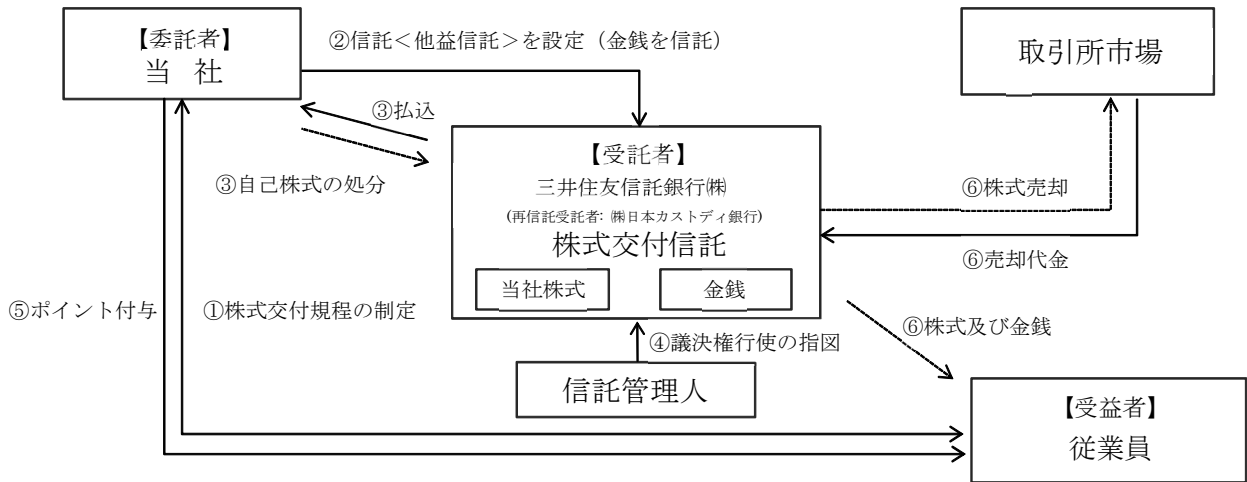 【委託者】
当 社
②信託<他益信託>を設定(金銭を信託)
取引所市場
③払込
③自己株式の処分
【受託者】
三井住友信託銀行㈱
(再信託受託者: ㈱日本カストディ銀行)
株式交付信託
当社株式
金銭
⑥株式売却
⑥売却代金
⑤ポイント付与
①株式交付規程の制定
④議決権行使の指図
⑥株式及び金銭
信託管理人
【受益者】
従業員